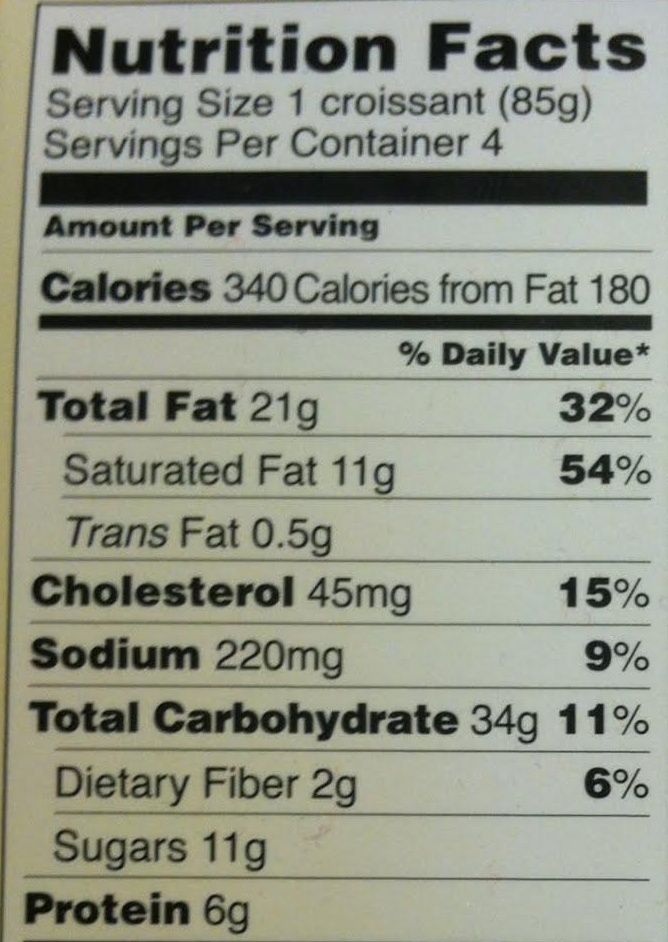 Nutrition Facts
Serving Size 1 croissant (85g)
Servings Per Container 4
Amount Per Serving
Calories 340 Calories from Fat 180
% Daily Value*
Total Fat 21g 32%
Saturated Fat 11g 54%
Trans Fat 0.5g
Cholesterol 45mg 15%
Sodium 220mg 9%
Total Carbohydrate 34g 11%
Dietary Fiber 2g 6%
Sugars 11g
Protein 6g